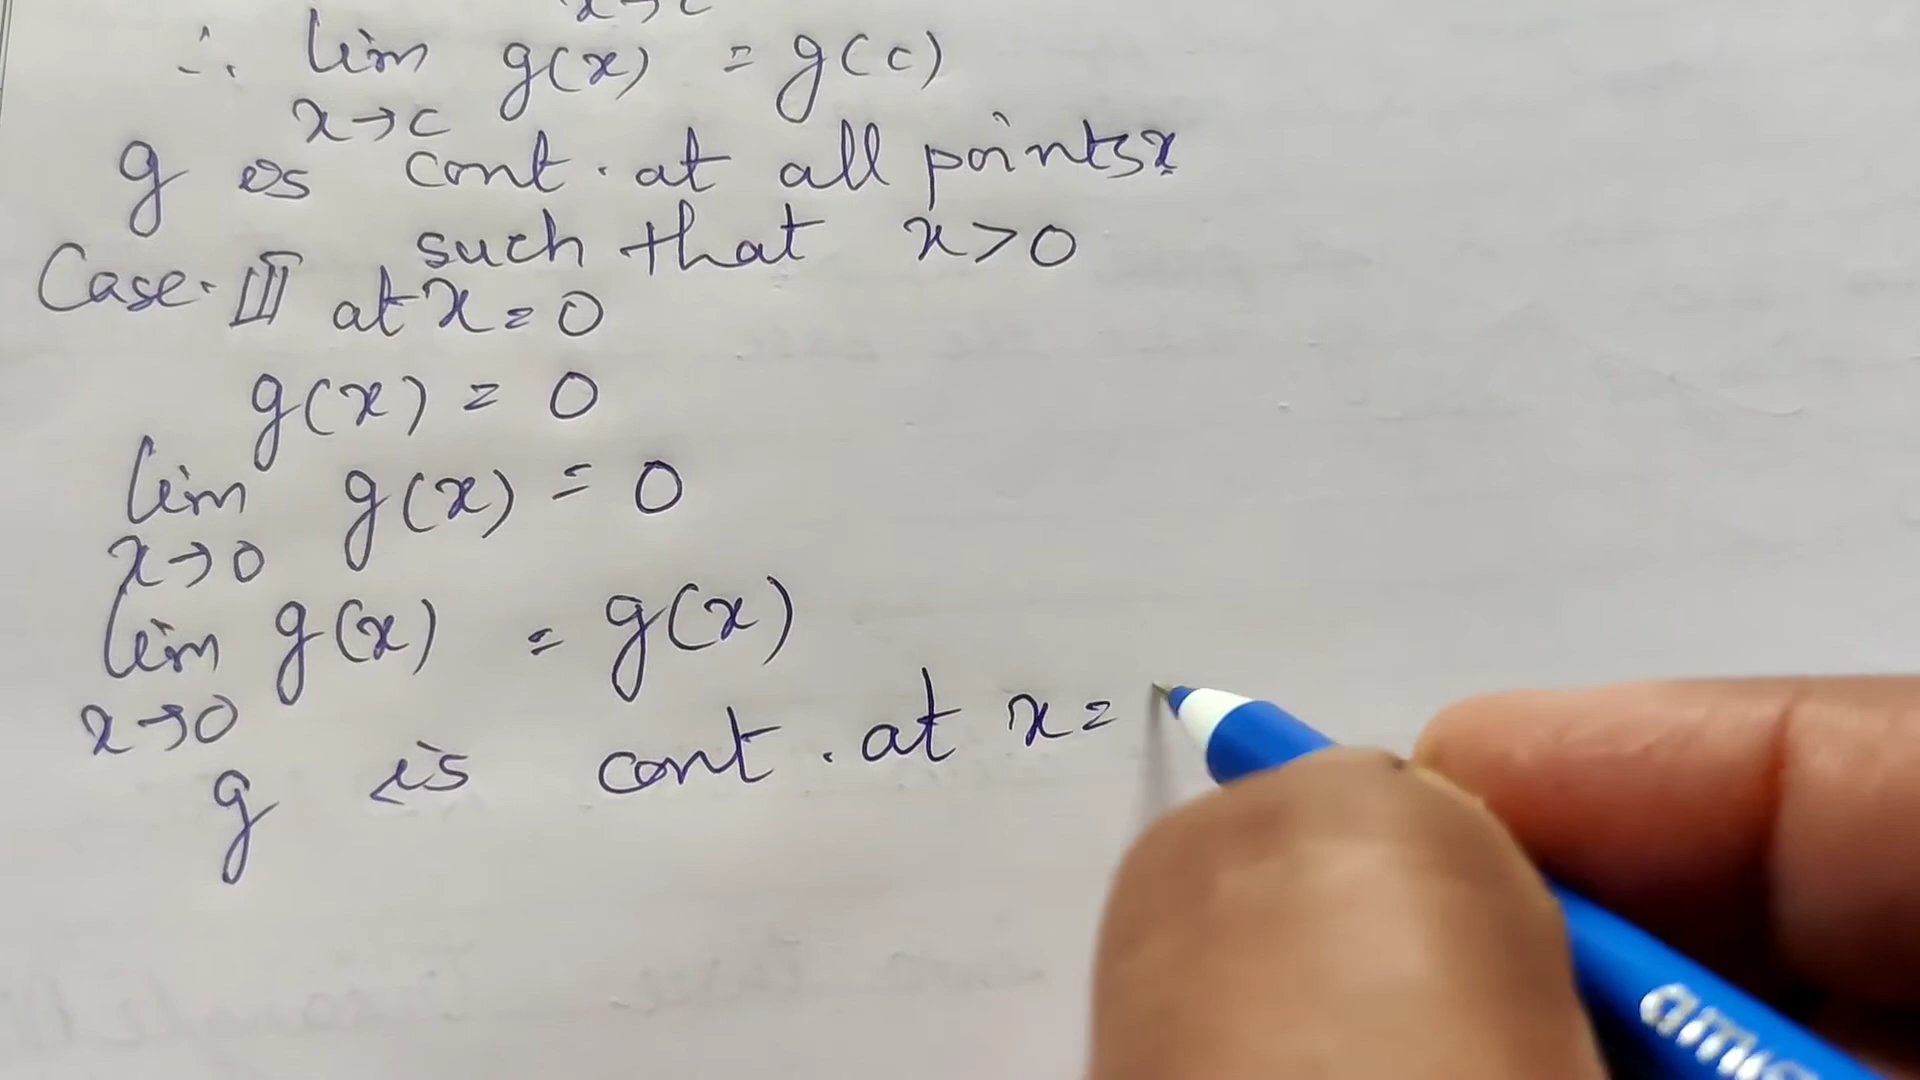 x→c
∴ lim g(x) = g(c)
x→c
g is cont. at all points x
such that x>0
Case-III at x=0
g(x) = 0
lim g(x) = 0
x→0
lim g(x) = g(x)
x→0
g is cont. at x=